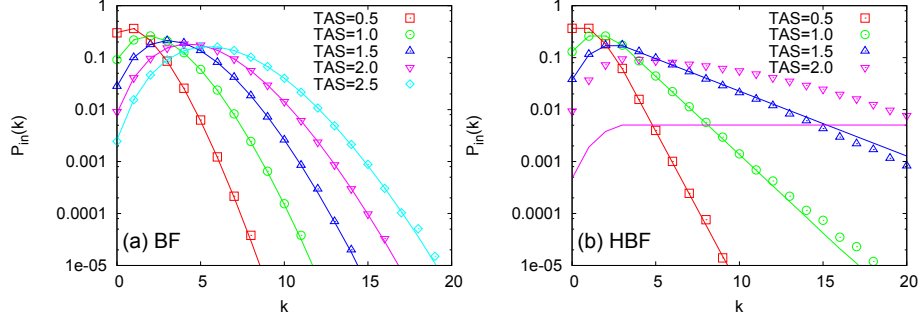 1
0.1
0.01
0.001
0.0001
1e-05
P_in(k)
0 5 10 15 20
k
(a) BF
TAS=0.5
TAS=1.0
TAS=1.5
TAS=2.0
TAS=2.5
1
0.1
0.01
0.001
0.0001
1e-05
P_in(k)
0 5 10 15 20
k
(b) HBF
TAS=0.5
TAS=1.0
TAS=1.5
TAS=2.0